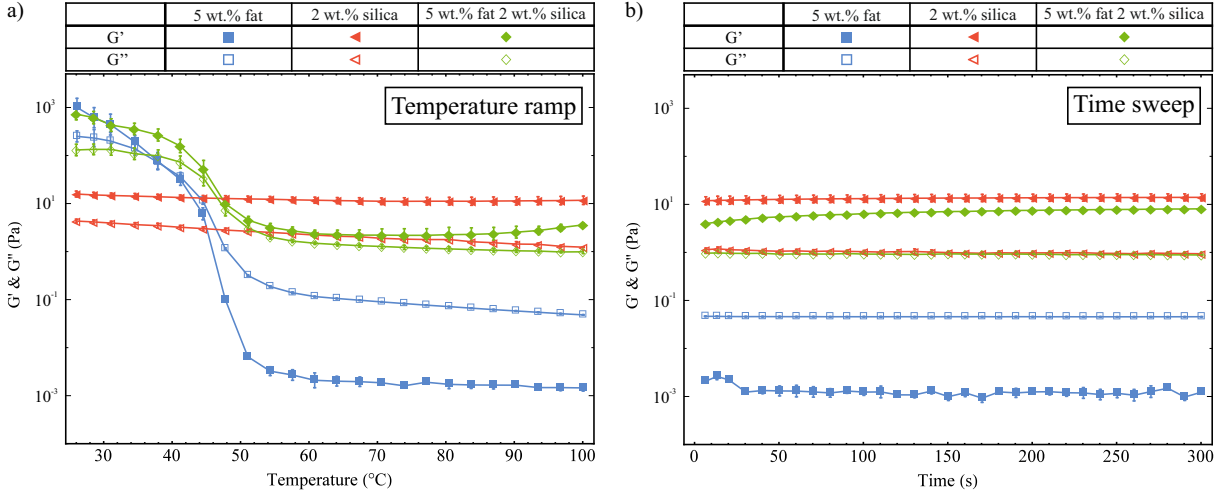 a)
5 wt.% fat 2 wt.% silica 5 wt.% fat 2 wt.% silica
G'
G''
Temperature ramp
G' & G'' (Pa)
10³
10¹
10⁻¹
10⁻³
30 40 50 60 70 80 90 100
Temperature (°C)
b)
5 wt.% fat 2 wt.% silica 5 wt.% fat 2 wt.% silica
G'
G''
Time sweep
G' & G'' (Pa)
10³
10¹
10⁻¹
10⁻³
0 50 100 150 200 250 300
Time (s)